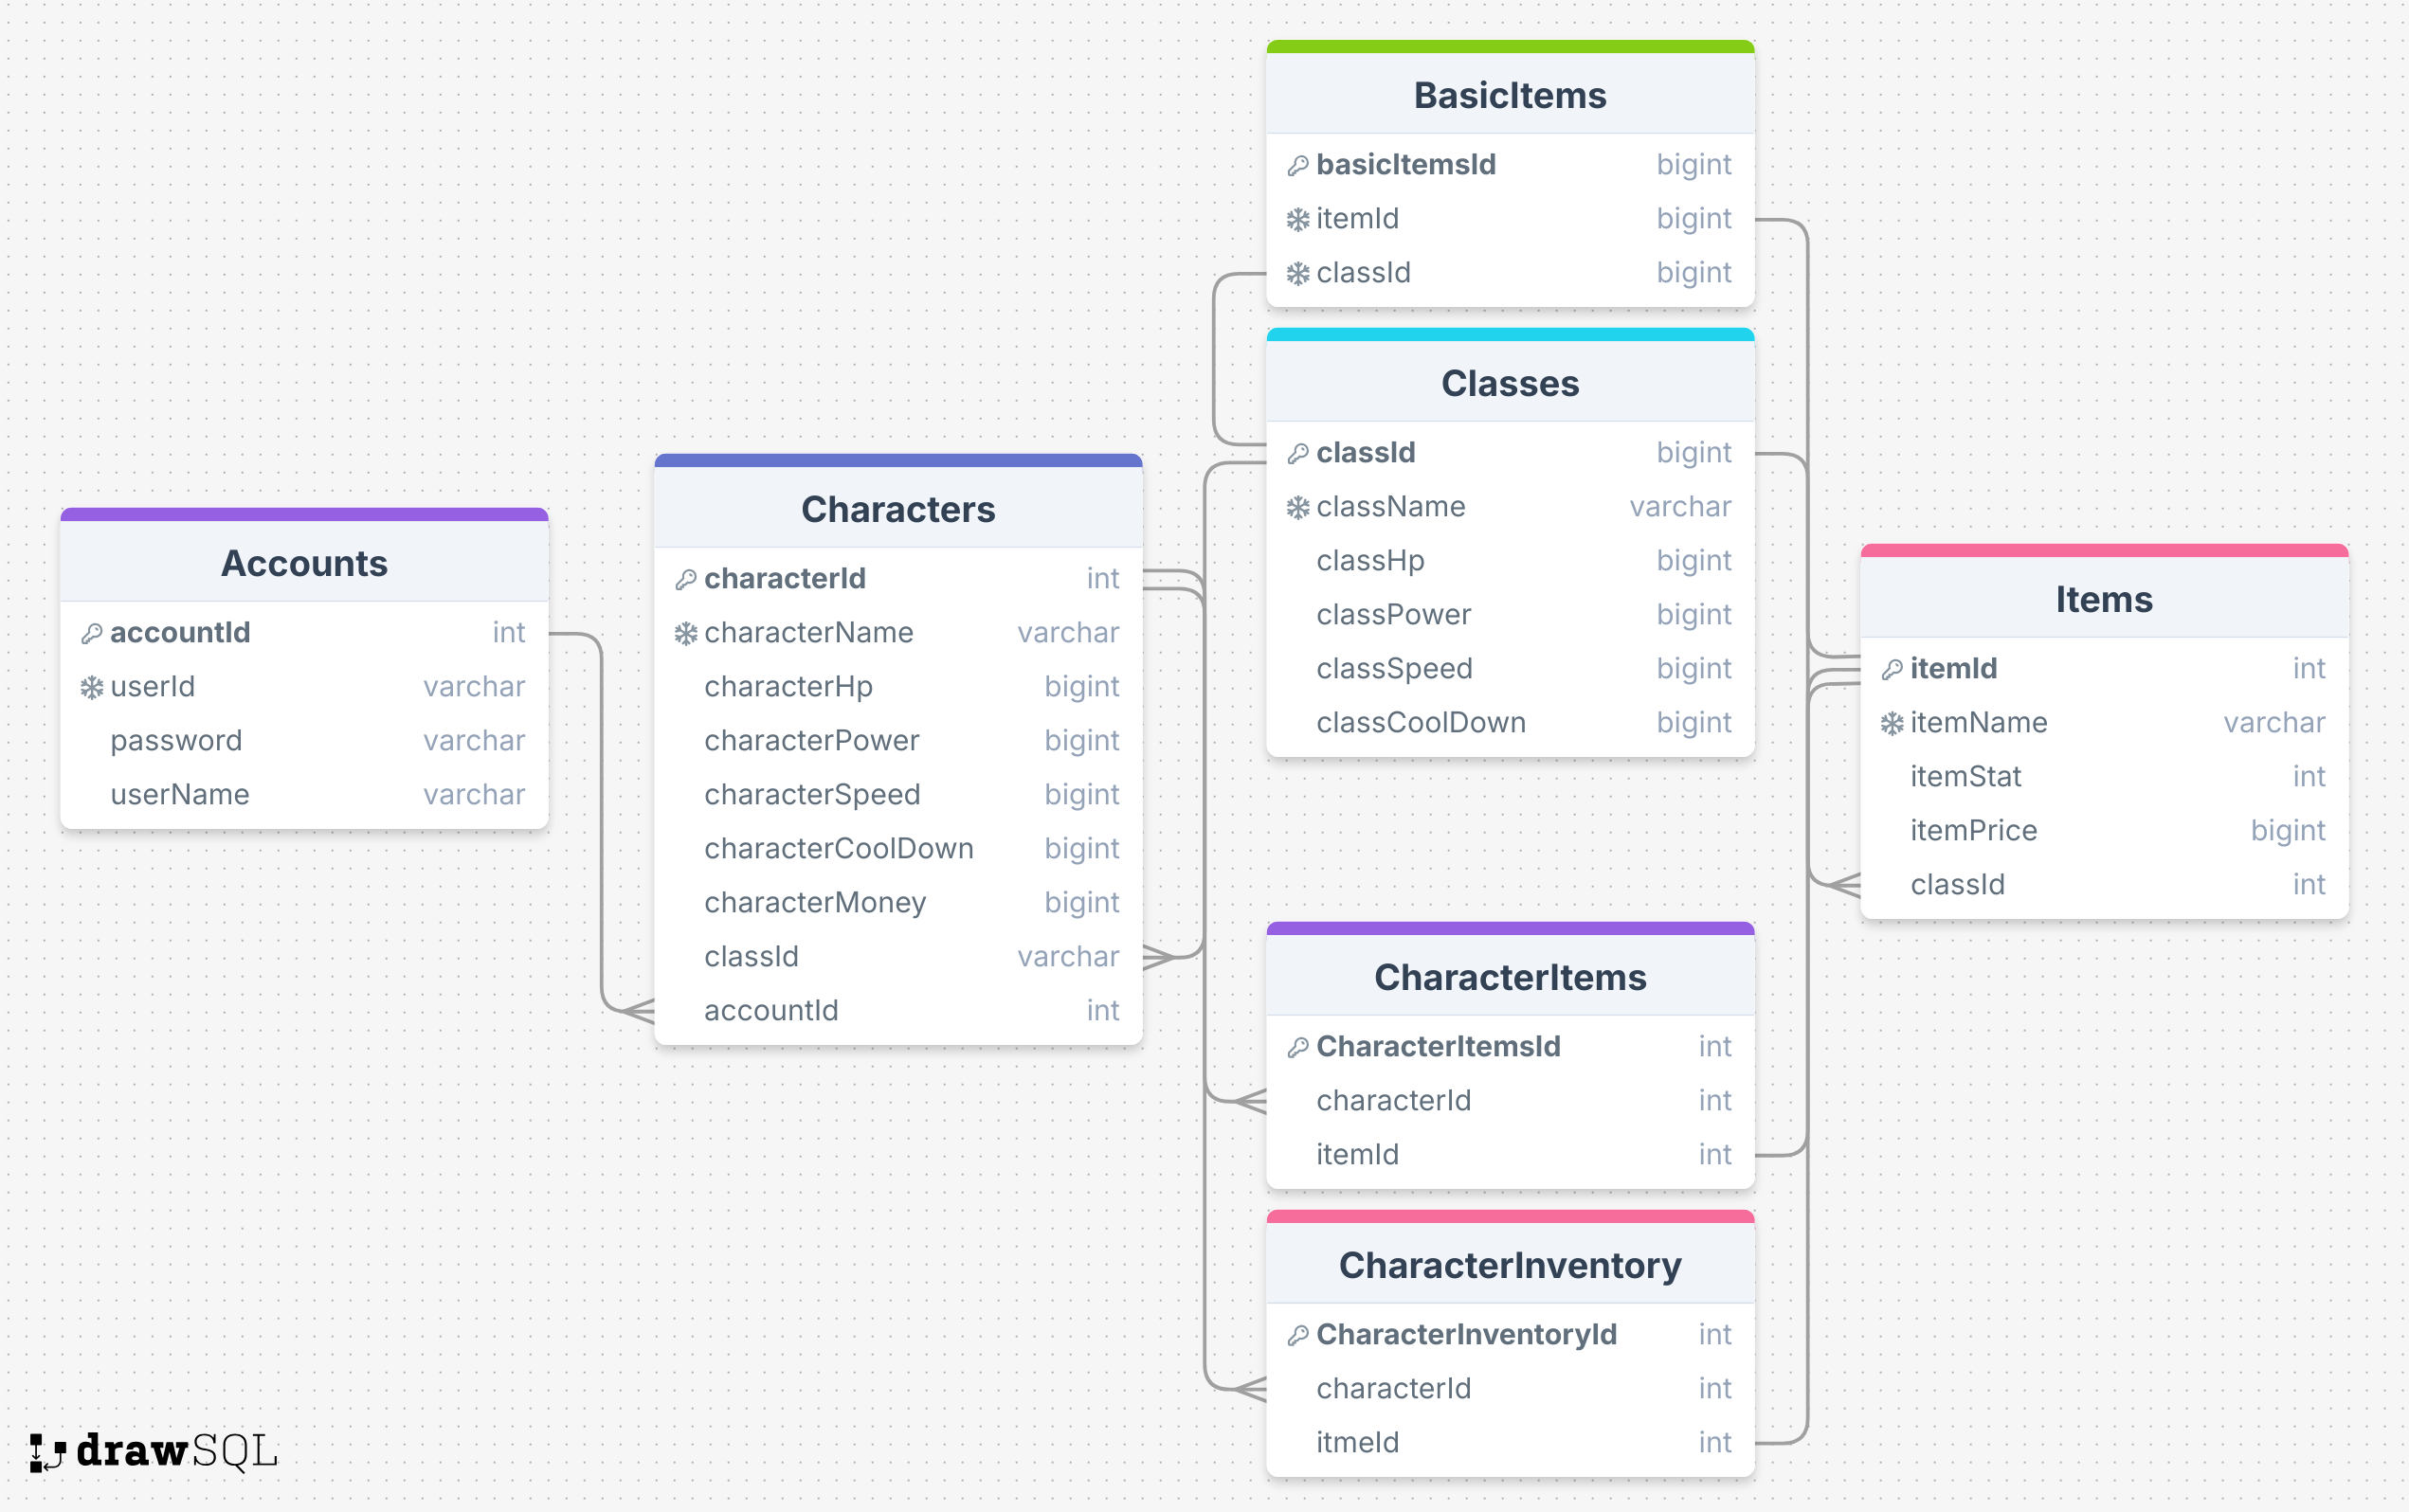 BasicItems
basicItemsId bigint
itemId bigint
classId bigint
Classes
classId bigint
className varchar
classHp bigint
classPower bigint
classSpeed bigint
classCoolDown bigint
Characters
characterId int
characterName varchar
characterHp bigint
characterPower bigint
characterSpeed bigint
characterCoolDown bigint
characterMoney bigint
classId varchar
accountId int
Accounts
accountId int
userId varchar
password varchar
userName varchar
Items
itemId int
itemName varchar
itemStat int
itemPrice bigint
classId int
CharacterItems
CharacterItemsId int
characterId int
itemId int
CharacterInventory
CharacterInventoryId int
characterId int
itmeId int
drawSQL